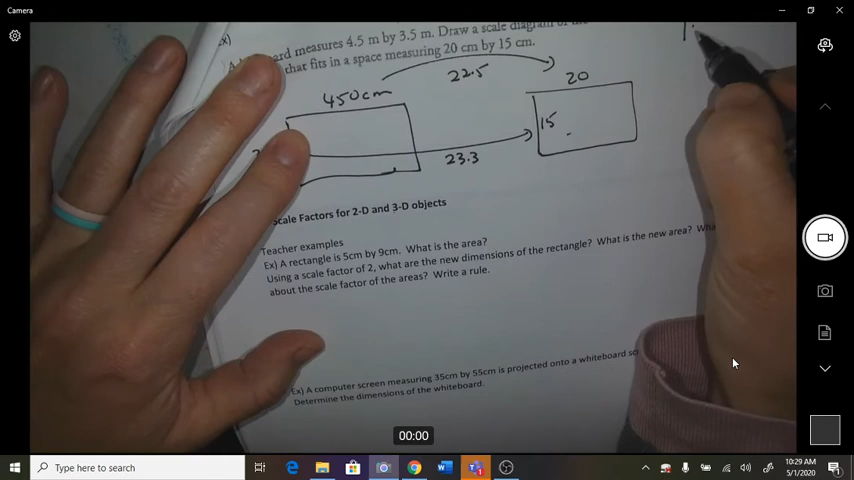 Camera
Ex)
measures 4.5 m by 3.5 m. Draw a scale diagram of
that fits in a space measuring 20 cm by 15 cm.
22.5
20
450cm
15
23.3
Scale Factors for 2-D and 3-D objects
Teacher examples
Ex) A rectangle is 5cm by 9cm. What is the area?
Using a scale factor of 2, what are the new dimensions of the rectangle? What is the new area?
about the scale factor of the areas? Write a rule.
Ex) A computer screen measuring 35cm by 55cm is projected onto a whiteboard
Determine the dimensions of the whiteboard.
00:00
Type here to search
10:29 AM
5/1/2020